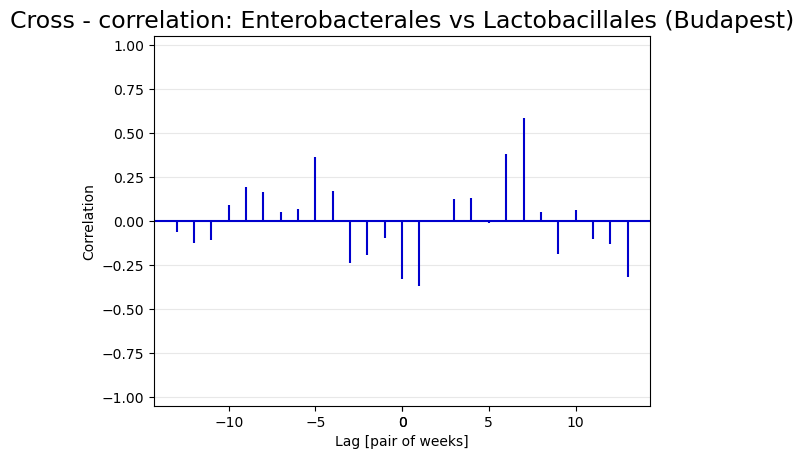 Cross - correlation: Enterobacterales vs Lactobacillales (Budapest)
1.00
0.75
0.50
0.25
0.00
−0.25
−0.50
−0.75
−1.00
Correlation
−10 −5 0 5 10
Lag [pair of weeks]